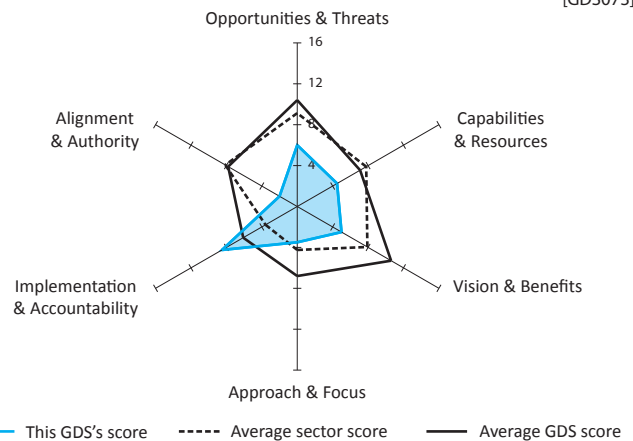 [GDS073]
Opportunities & Threats
16
12
8
4
Alignment
& Authority
Capabilities
& Resources
Implementation
& Accountability
Vision & Benefits
Approach & Focus
This GDS's score
Average sector score
Average GDS score